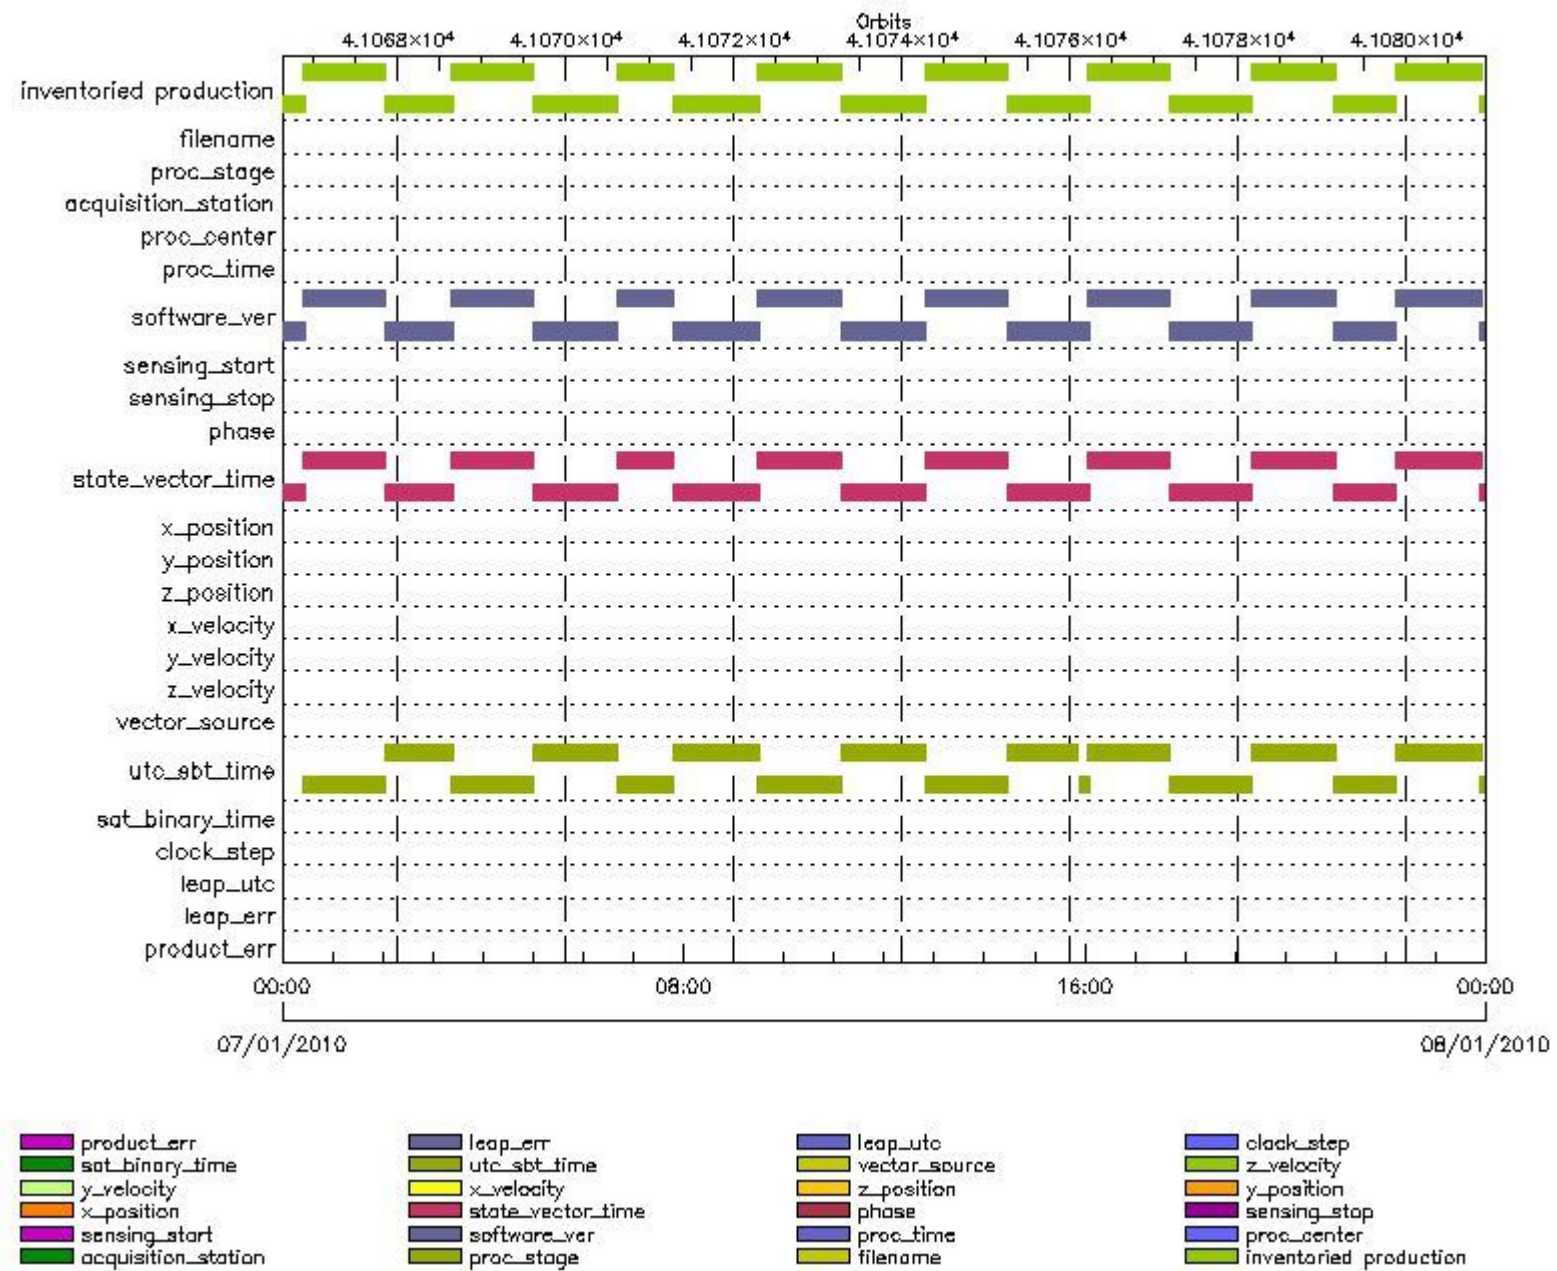 Orbits
4.1068×10⁴ 4.1070×10⁴ 4.1072×10⁴ 4.1074×10⁴ 4.1076×10⁴ 4.1078×10⁴ 4.1080×10⁴
inventoried production
filename
proc_stage
acquisition_station
proc_center
proc_time
software_ver
sensing_start
sensing_stop
phase
state_vector_time
x_position
y_position
z_position
x_velocity
y_velocity
z_velocity
vector_source
utc_sbt_time
sat_binary_time
clock_step
leap_utc
leap_err
product_err
00:00 08:00 16:00 00:00
07/01/2010 08/01/2010
product_err leap_err leap_utc clock_step
sat_binary_time utc_sbt_time vector_source z_velocity
y_velocity x_velocity z_position y_position
x_position state_vector_time phase sensing_stop
sensing_start software_ver proc_time proc_center
acquisition_station proc_stage filename inventoried production